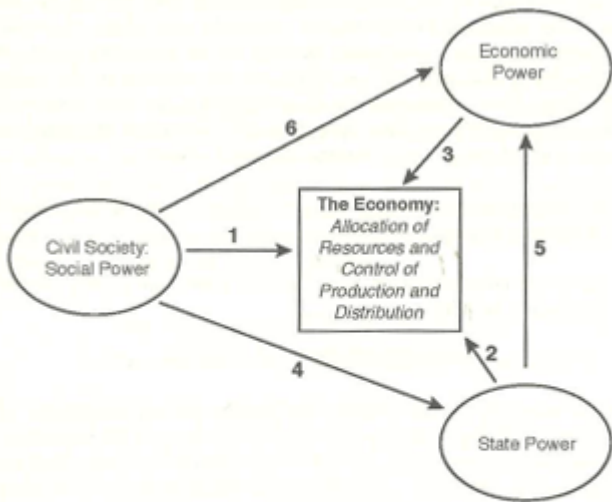 Economic
Power
6
3
The Economy:
Allocation of
Resources and
Control of
Production and
Distribution
Civil Society:
Social Power
1
5
2
4
State Power